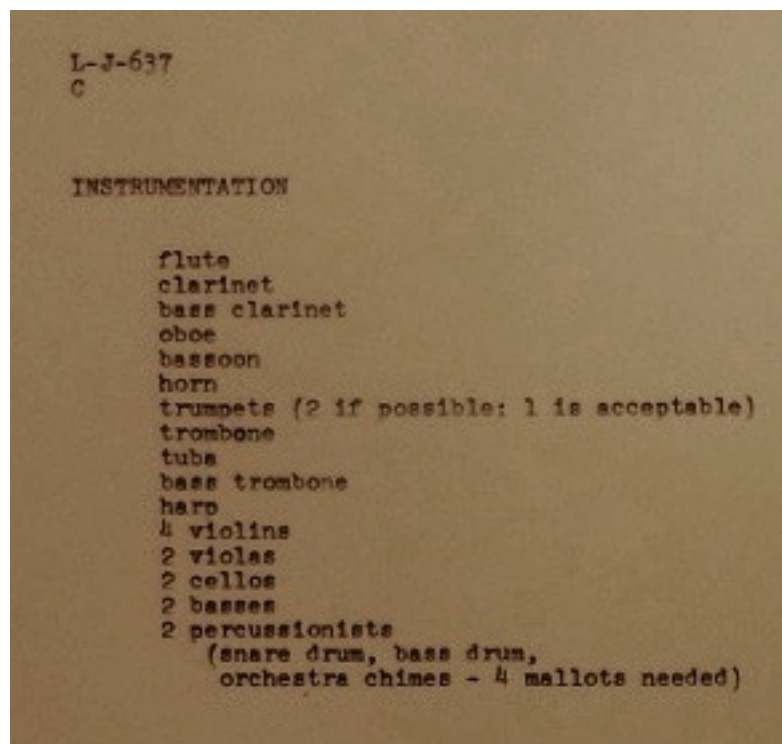 L-J-637
C
INSTRUMENTATION
flute
clarinet
bass clarinet
oboe
bassoon
horn
trumpets (2 if possible: 1 is acceptable)
trombone
tuba
bass trombone
harp
4 violins
2 violas
2 cellos
2 basses
2 percussionists
(snare drum, bass drum,
orchestra chimes - 4 mallots needed)